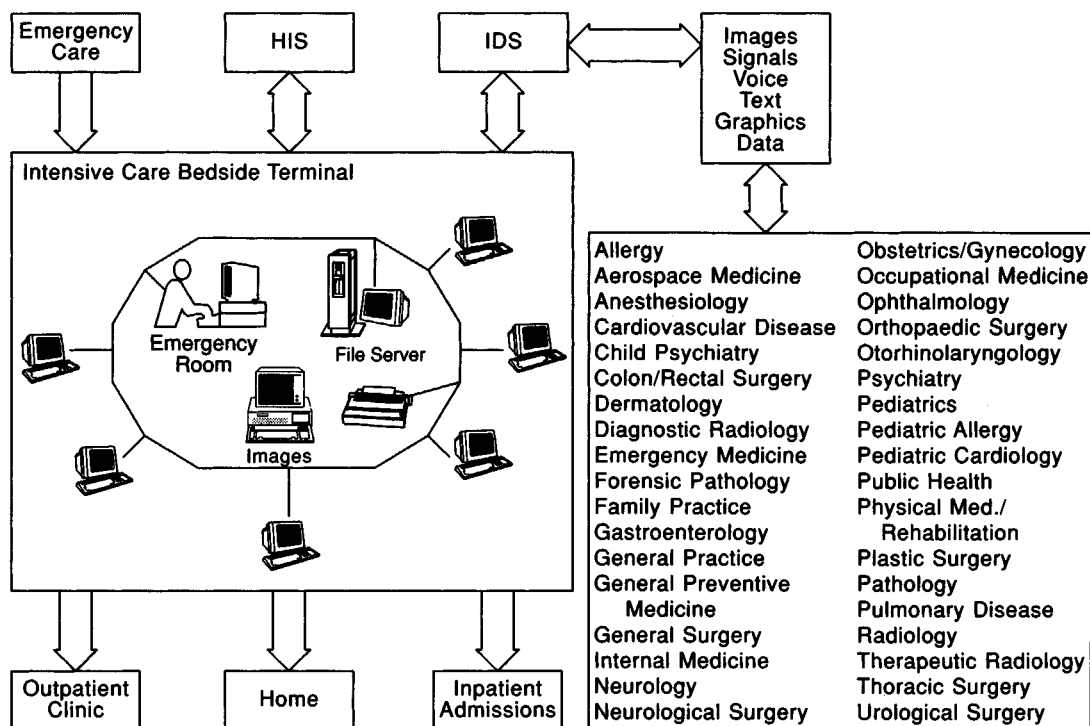 Emergency
Care
HIS
IDS
Images
Signals
Voice
Text
Graphics
Data
Intensive Care Bedside Terminal
Emergency
Room
File Server
Images
Allergy
Aerospace Medicine
Anesthesiology
Cardiovascular Disease
Child Psychiatry
Colon/Rectal Surgery
Dermatology
Diagnostic Radiology
Emergency Medicine
Forensic Pathology
Family Practice
Gastroenterology
General Practice
General Preventive
Medicine
General Surgery
Internal Medicine
Neurology
Neurological Surgery
Obstetrics/Gynecology
Occupational Medicine
Ophthalmology
Orthopaedic Surgery
Otorhinolaryngology
Psychiatry
Pediatrics
Pediatric Allergy
Pediatric Cardiology
Public Health
Physical Med./
Rehabilitation
Plastic Surgery
Pathology
Pulmonary Disease
Radiology
Therapeutic Radiology
Thoracic Surgery
Urological Surgery
Outpatient
Clinic
Home
Inpatient
Admissions